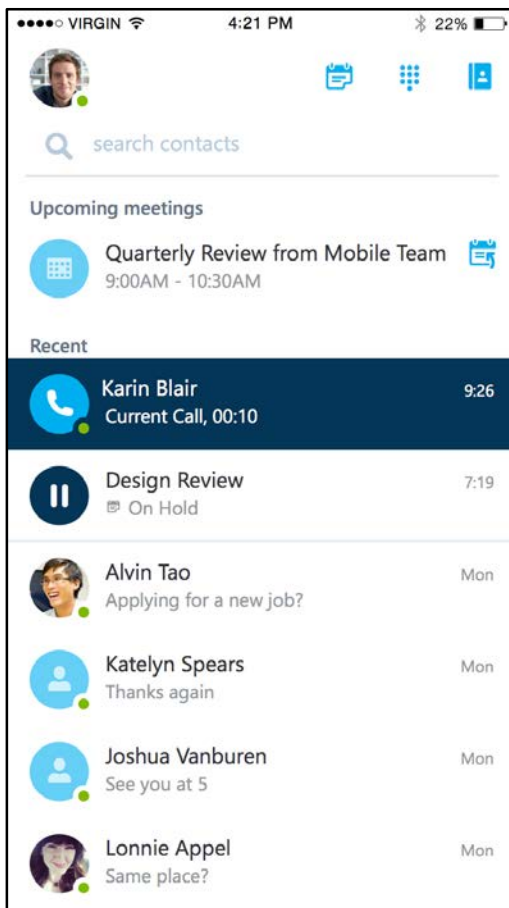 VIRGIN 4:21 PM 22%
search contacts
Upcoming meetings
Quarterly Review from Mobile Team
9:00AM - 10:30AM
Recent
Karin Blair 9:26
Current Call, 00:10
Design Review 7:19
On Hold
Alvin Tao Mon
Applying for a new job?
Katelyn Spears Mon
Thanks again
Joshua Vanburen Mon
See you at 5
Lonnie Appel Mon
Same place?